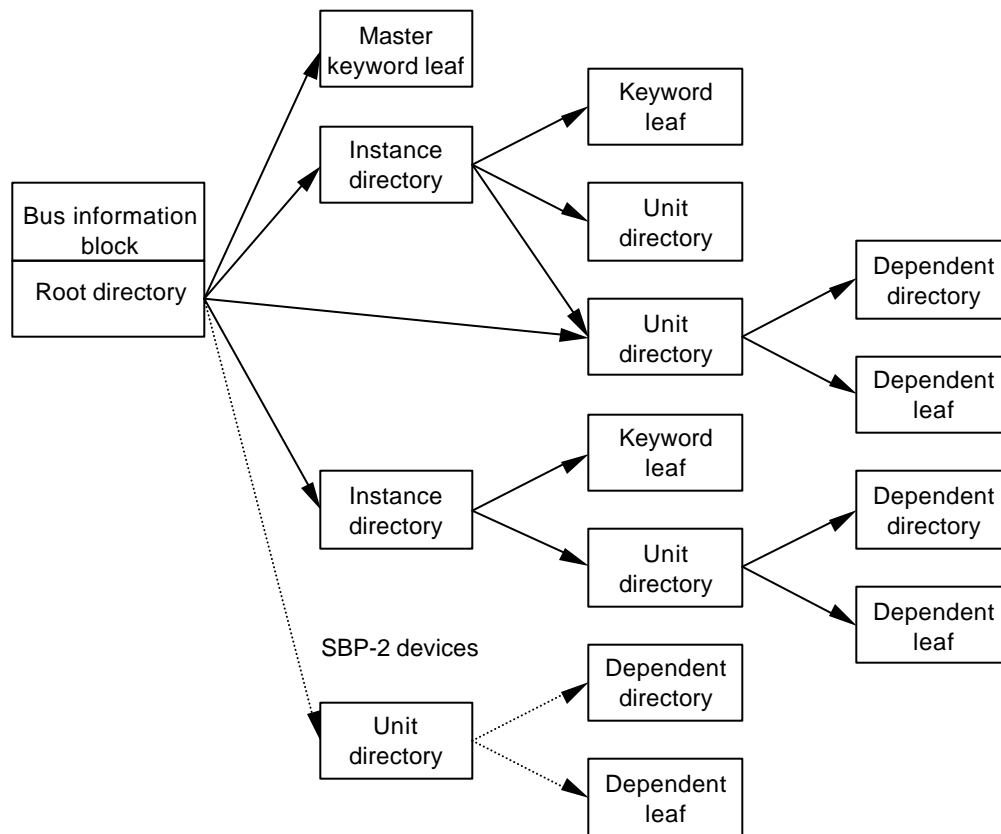 Master
keyword leaf
Keyword
leaf
Instance
directory
Unit
directory
Bus information
block
Root directory
Dependent
directory
Unit
directory
Dependent
leaf
Keyword
leaf
Instance
directory
Dependent
directory
Unit
directory
Dependent
leaf
SBP-2 devices
Dependent
directory
Unit
directory
Dependent
leaf